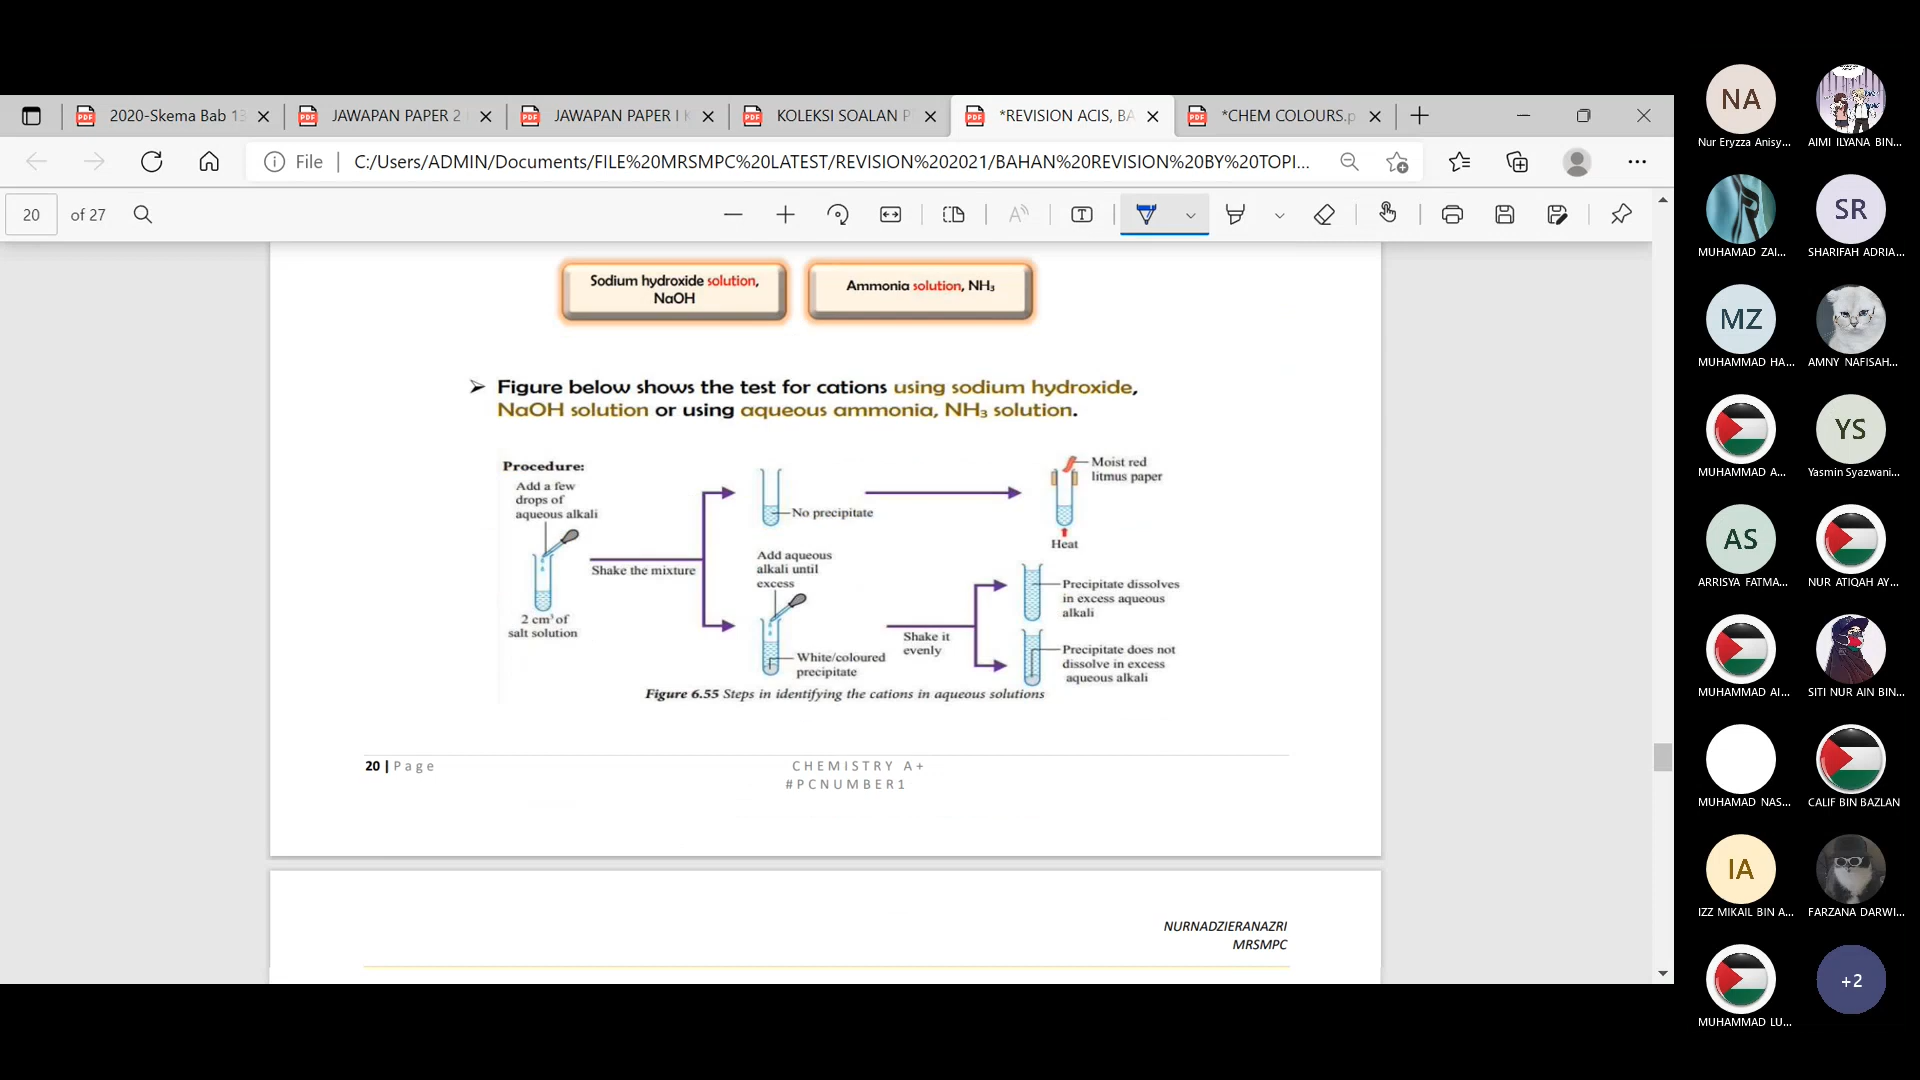 2020-Skema Bab 13
JAWAPAN PAPER 2
JAWAPAN PAPER I K
KOLEKSI SOALAN P
*REVISION ACIS, BA
*CHEM COLOURS.p
File
C:/Users/ADMIN/Documents/FILE%20MRSMPC%20LATEST/REVISION%202021/BAHAN%20REVISION%20BY%20TOPI...
20 of 27
Sodium hydroxide solution,
NaOH
Ammonia solution, NH₃
➢ Figure below shows the test for cations using sodium hydroxide,
NaOH solution or using aqueous ammonia, NH₃ solution.
Procedure:
Add a few
drops of
aqueous alkali
2 cm³ of
salt solution
Shake the mixture
No precipitate
Moist red
litmus paper
Heat
Add aqueous
alkali until
excess
White/coloured
precipitate
Shake it
evenly
Precipitate dissolves
in excess aqueous
alkali
Precipitate does not
dissolve in excess
aqueous alkali
Figure 6.55 Steps in identifying the cations in aqueous solutions
20 | Page
CHEMISTRY A+
#PCNUMBER1
NURNADZIERANAZRI
MRSMPC
NA
Nur Eryzza Anisy...
AIMI ILYANA BIN...
MUHAMAD ZAI...
SR
SHARIFAH ADRIA...
MZ
MUHAMMAD HA...
AMNY NAFISAH...
MUHAMMAD A...
YS
Yasmin Syazwani...
AS
ARRISYA FATMA...
NUR ATIQAH AY...
MUHAMMAD AI...
SITI NUR AIN BIN...
MUHAMAD NAS...
CALIF BIN BAZLAN
IA
IZZ MIKAIL BIN A...
FARZANA DARWI...
MUHAMMAD LU...
+2